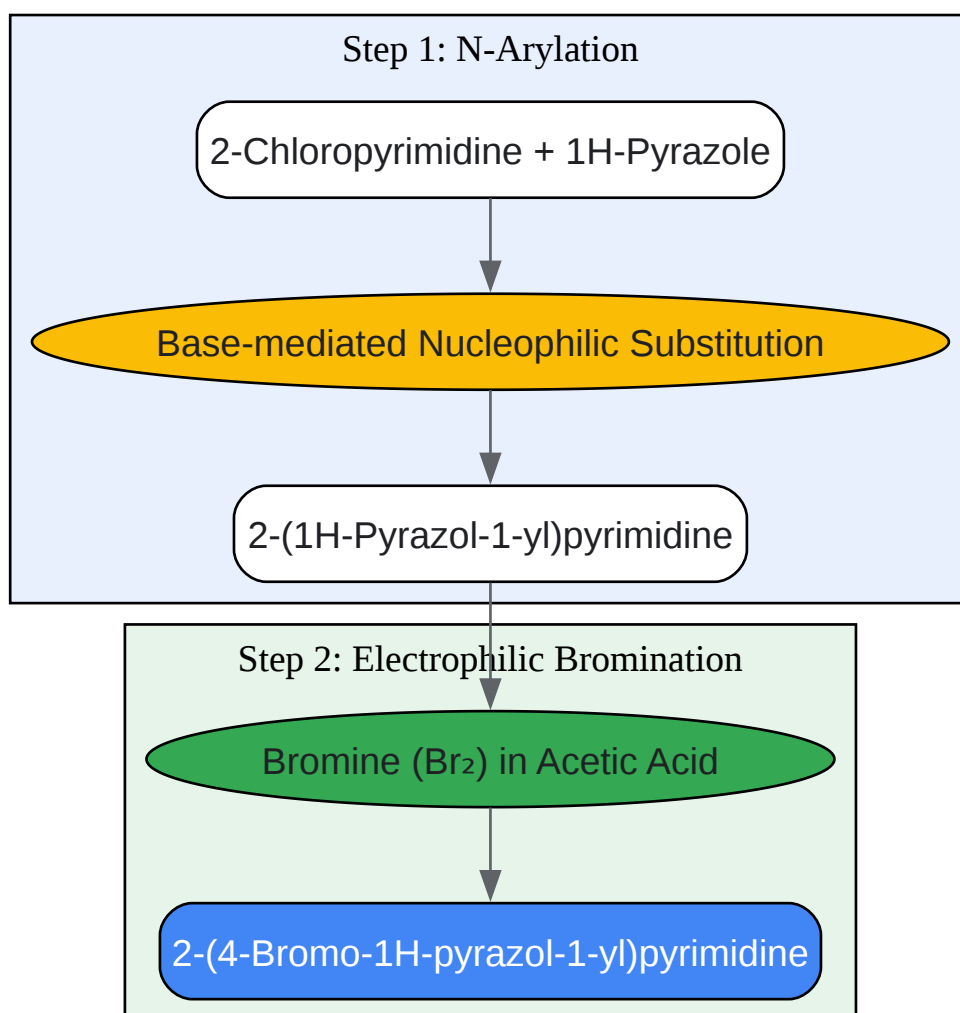 Step 1: N-Arylation
2-Chloropyrimidine + 1H-Pyrazole
Base-mediated Nucleophilic Substitution
2-(1H-Pyrazol-1-yl)pyrimidine
Step 2: Electrophilic Bromination
Bromine (Br₂) in Acetic Acid
2-(4-Bromo-1H-pyrazol-1-yl)pyrimidine